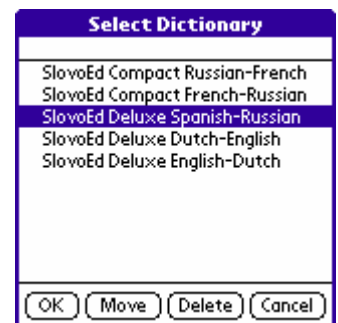 Select Dictionary
SlovoEd Compact Russian-French
SlovoEd Compact French-Russian
SlovoEd Deluxe Spanish-Russian
SlovoEd Deluxe Dutch-English
SlovoEd Deluxe English-Dutch
OK Move Delete Cancel